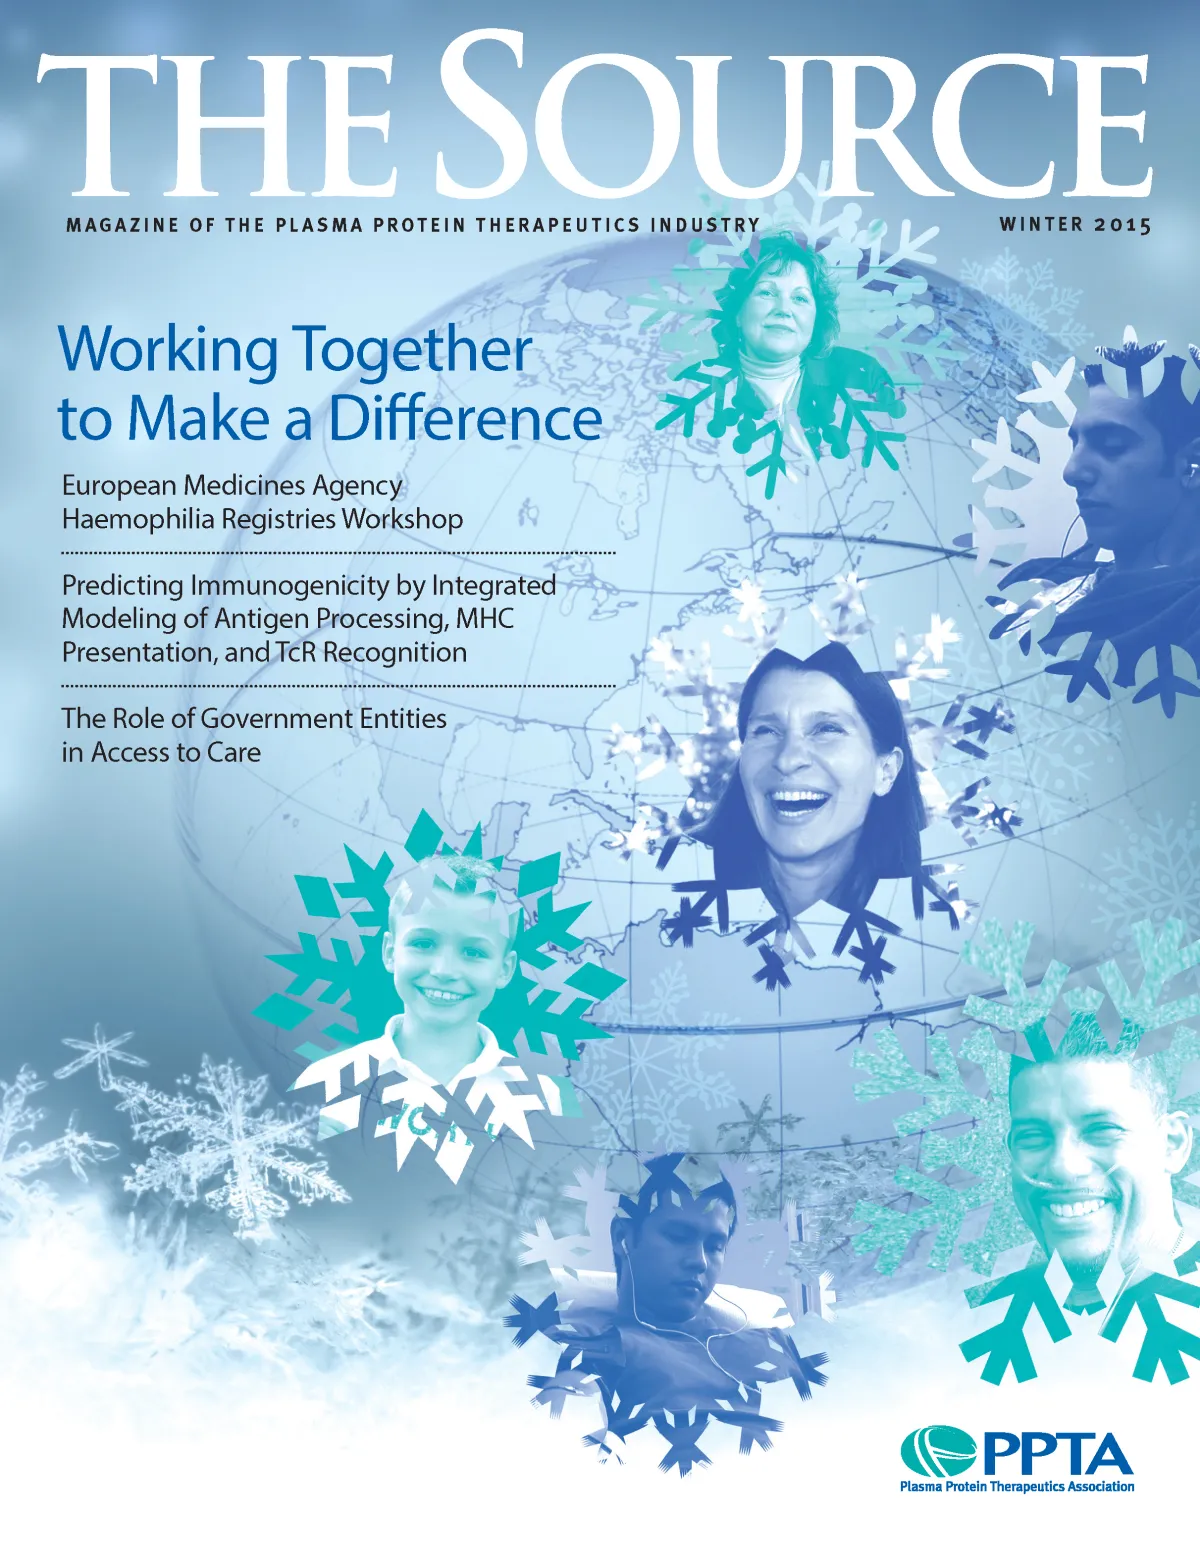 THE SOURCE
MAGAZINE OF THE PLASMA PROTEIN THERAPEUTICS INDUSTRY
WINTER 2015
Working Together
to Make a Difference
European Medicines Agency
Haemophilia Registries Workshop
Predicting Immunogenicity by Integrated
Modeling of Antigen Processing, MHC
Presentation, and TcR Recognition
The Role of Government Entities
in Access to Care
PPTA
Plasma Protein Therapeutics Association